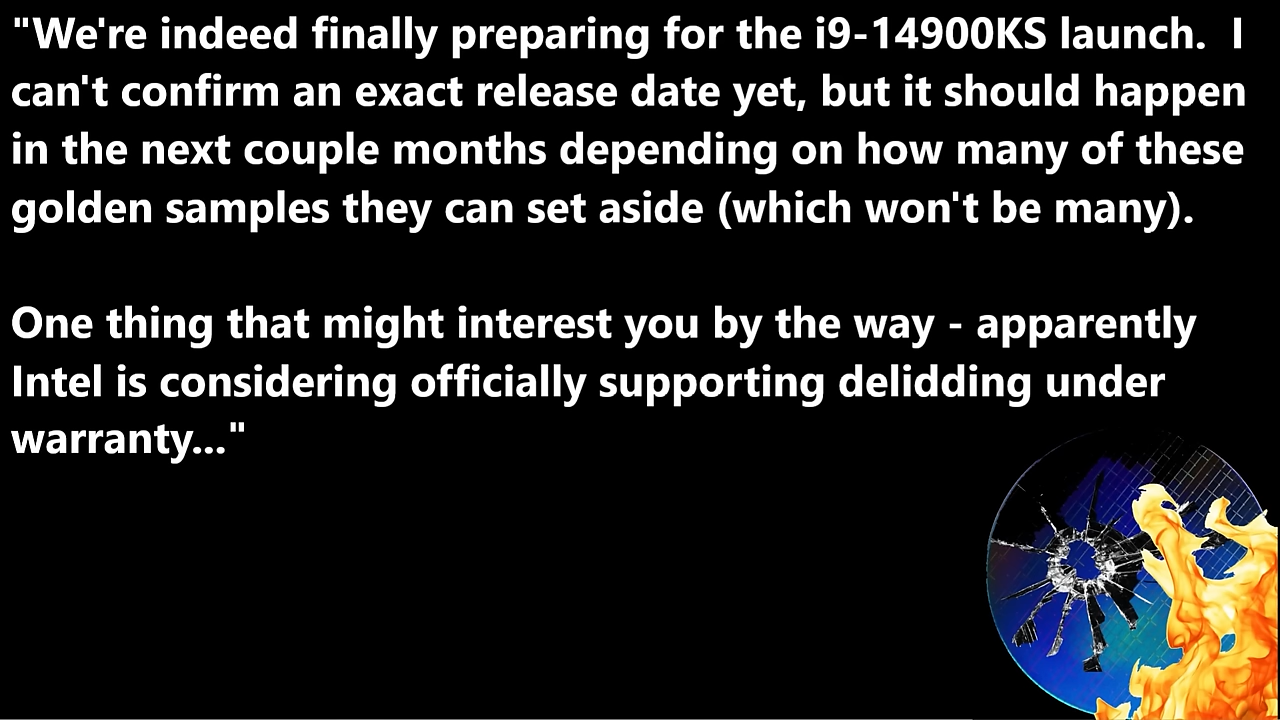 "We're indeed finally preparing for the i9-14900KS launch.  I
can't confirm an exact release date yet, but it should happen
in the next couple months depending on how many of these
golden samples they can set aside (which won't be many).
One thing that might interest you by the way - apparently
Intel is considering officially supporting delidding under
warranty..."